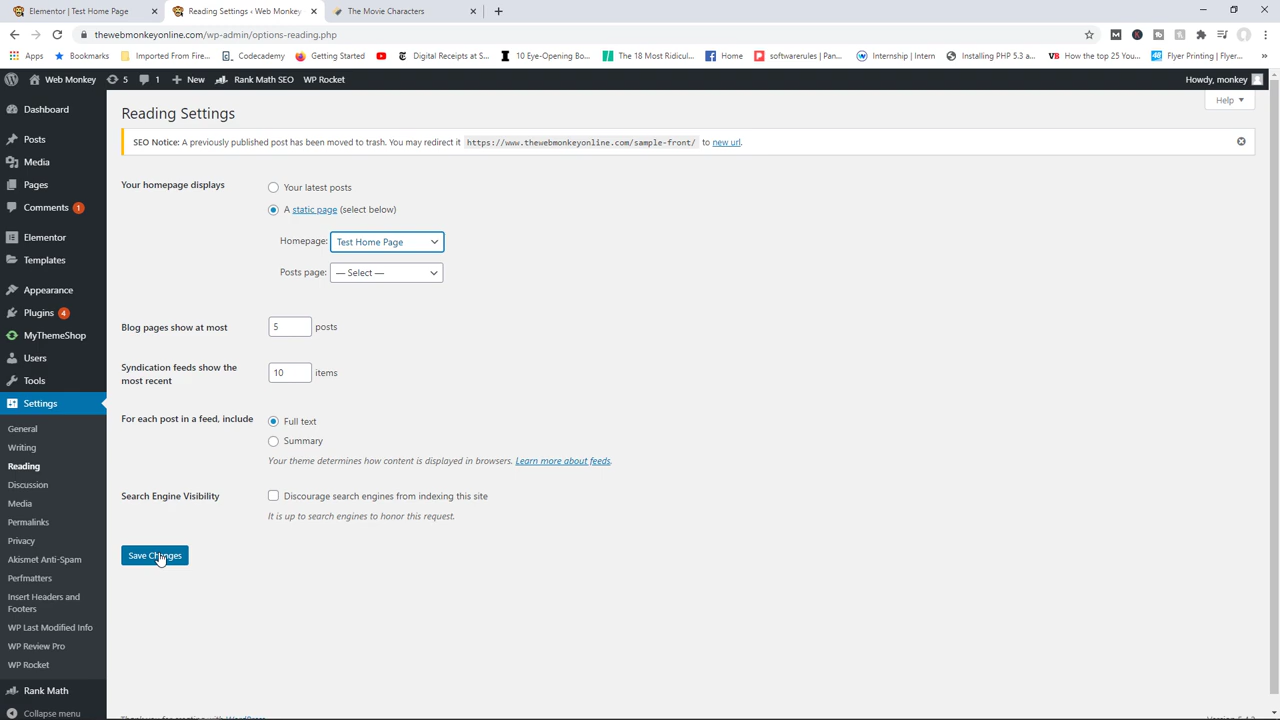 Elementor | Test Home Page
Reading Settings ‹ Web Monkey
The Movie Characters
thewebmonkeyonline.com/wp-admin/options-reading.php
Apps
Bookmarks
Imported From Firef...
Codecademy
Digital Receipts at S...
10 Eye-Opening Bo...
The 18 Most Ridicul...
Home
softwarerules | Pan...
Internship | Intern
Installing PHP 5.3 a...
How the top 25 You...
Flyer Printing | Flyer...
Web Monkey
5
1
New
Rank Math SEO
WP Rocket
Howdy, monkey
Help
Dashboard
Posts
Media
Pages
Comments 1
Elementor
Templates
Appearance
Plugins 4
MyThemeShop
Users
Tools
Settings
General
Writing
Reading
Discussion
Media
Permalinks
Privacy
Akismet Anti-Spam
Perfmatters
Insert Headers and
Footers
WP Last Modified Info
WP Review Pro
WP Rocket
Rank Math
Collapse menu
Reading Settings
SEO Notice: A previously published post has been moved to trash. You may redirect it https://www.thewebmonkeyonline.com/sample-front/ to new url.
Your homepage displays
Your latest posts
A static page (select below)
Homepage: Test Home Page
Posts page: — Select —
Blog pages show at most 5 posts
Syndication feeds show the
most recent
10 items
For each post in a feed, include
Full text
Summary
Your theme determines how content is displayed in browsers. Learn more about feeds.
Search Engine Visibility
Discourage search engines from indexing this site
It is up to search engines to honor this request.
Save Changes